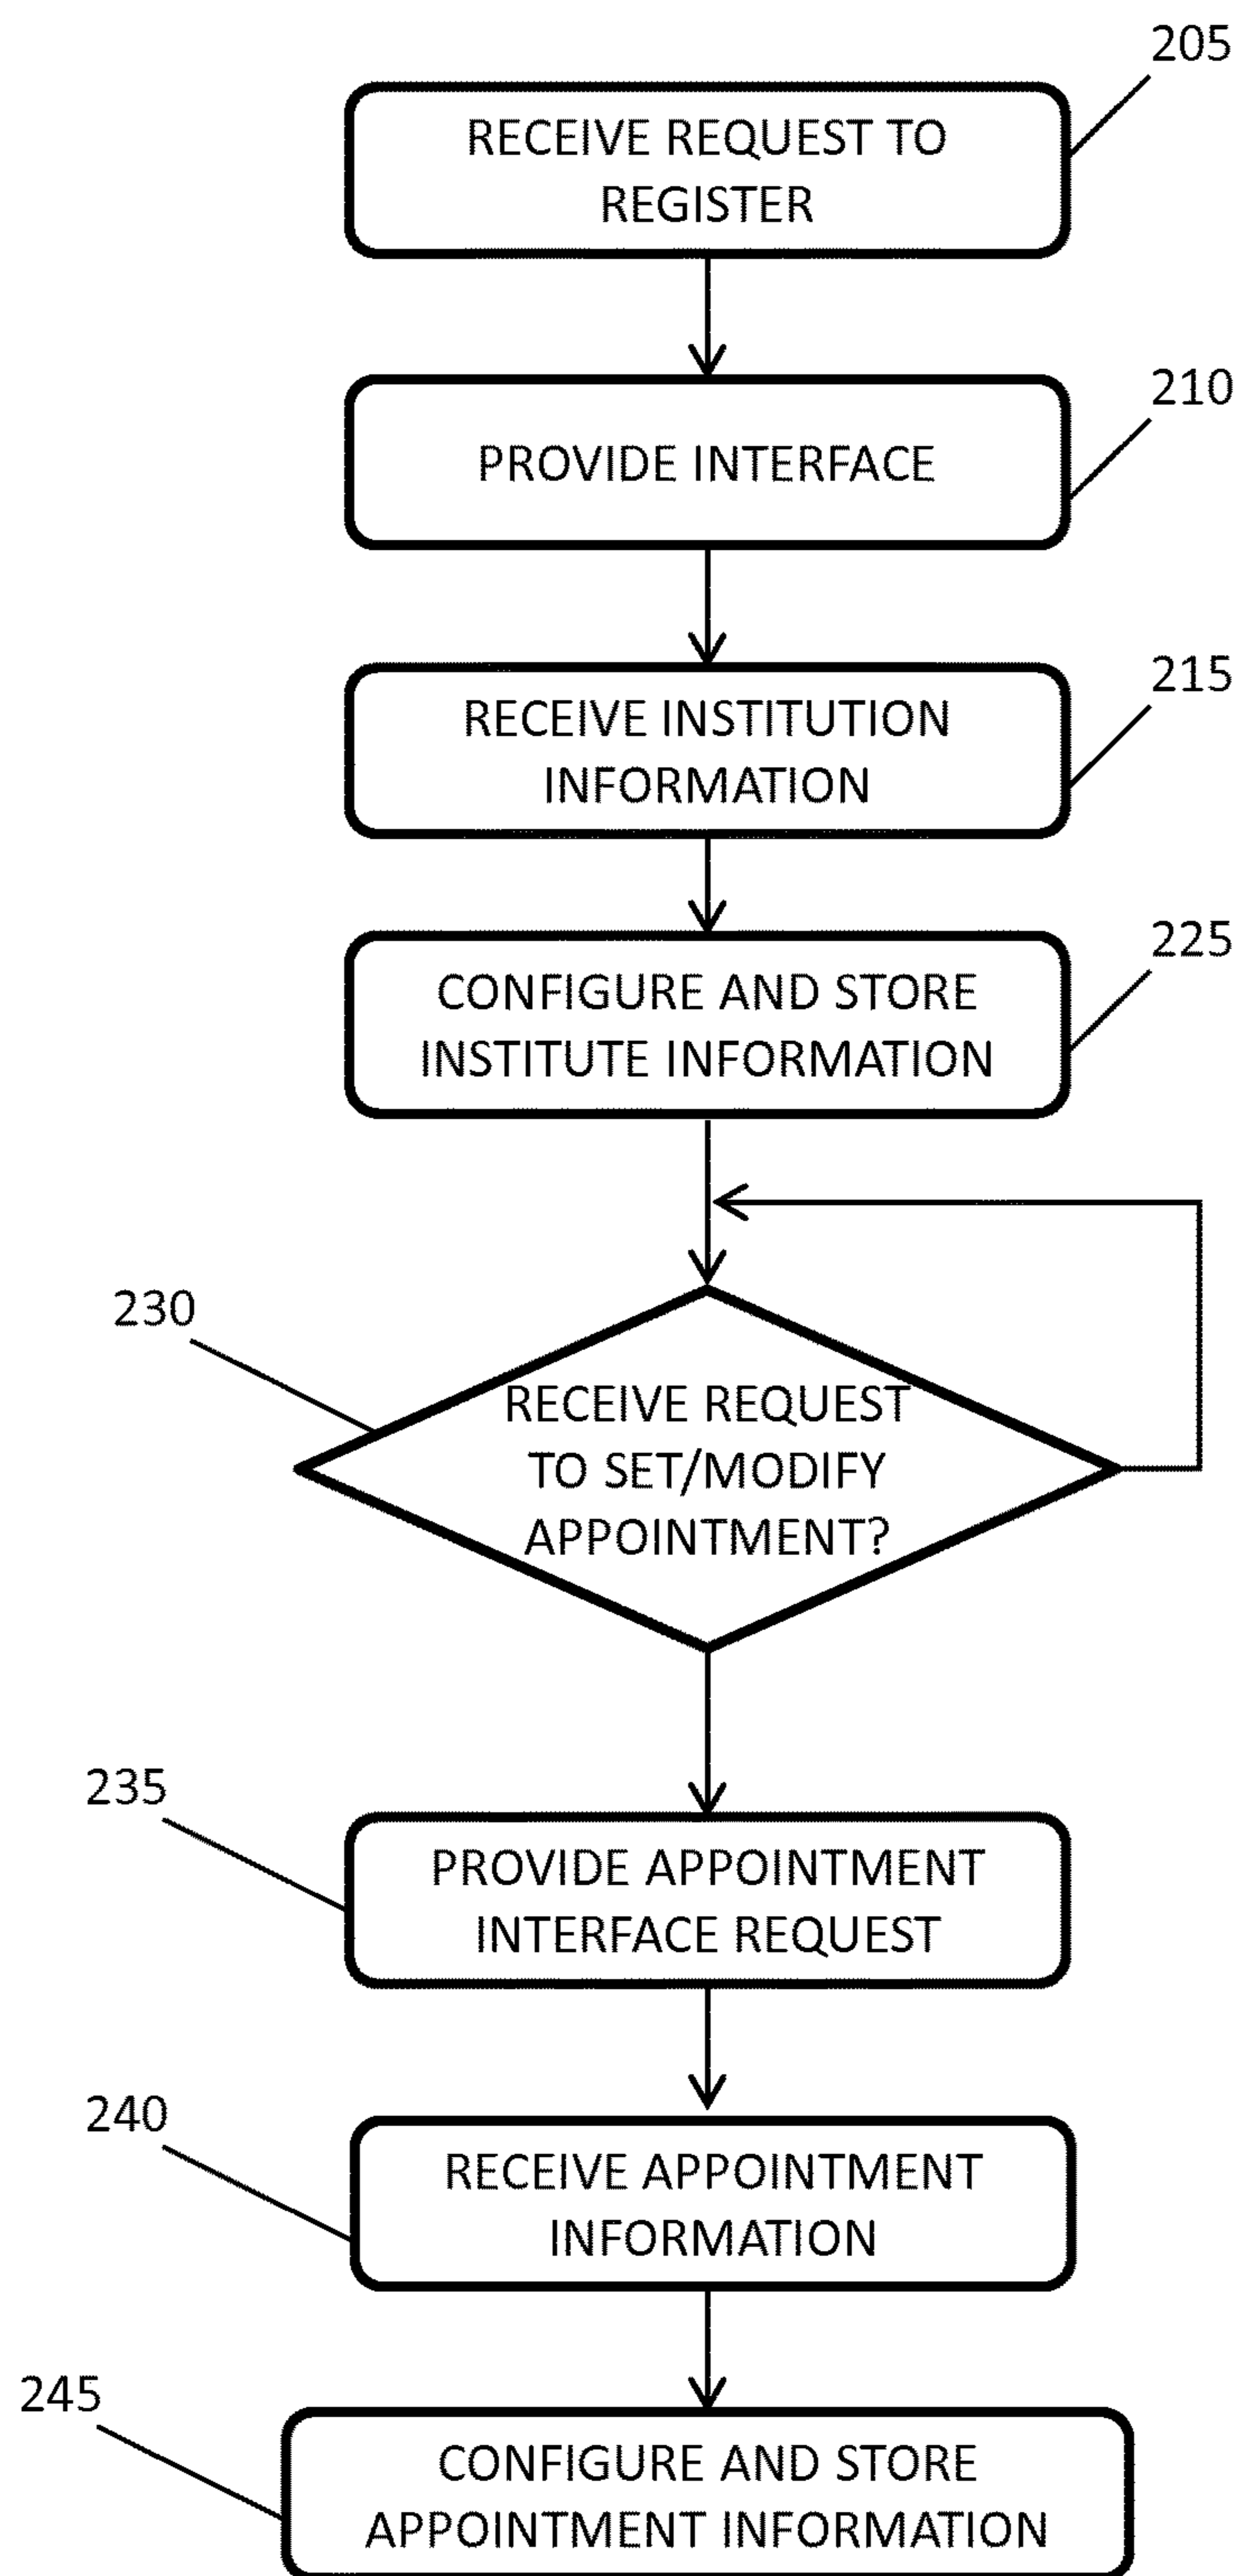 205
RECEIVE REQUEST TO
REGISTER
210
PROVIDE INTERFACE
215
RECEIVE INSTITUTION
INFORMATION
225
CONFIGURE AND STORE
INSTITUTE INFORMATION
230
RECEIVE REQUEST
TO SET/MODIFY
APPOINTMENT?
235
PROVIDE APPOINTMENT
INTERFACE REQUEST
240
RECEIVE APPOINTMENT
INFORMATION
245
CONFIGURE AND STORE
APPOINTMENT INFORMATION